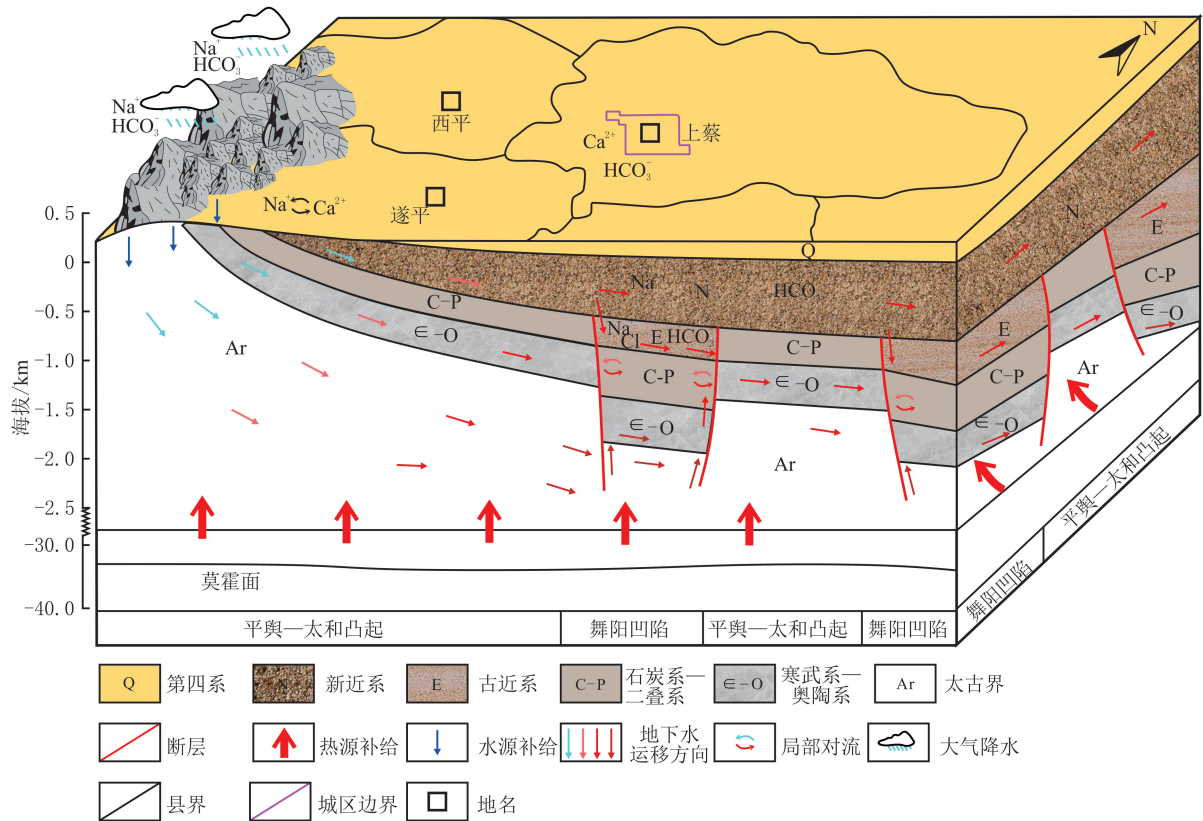 Na⁺
HCO₃⁻
Na⁺
HCO₃⁻
N
西平
上蔡
Ca²⁺
HCO₃⁻
Na⁺ Ca²⁺
遂平
海拔/km
0.5
0
-0.5
-1.0
-1.5
-2.0
-2.5
-30.0
-40.0
Q
N
E
Na N HCO₃
C-P
∈-O
Ar
Na
Cl E HCO₃
C-P
∈-O
C-P
∈-O
Ar
E
C-P
∈-O
Ar
莫霍面
平舆—太和凸起
舞阳凹陷
平舆—太和凸起
舞阳凹陷
舞阳凹陷
平舆—太和凸起
Q 第四系
N 新近系
E 古近系
C-P 石炭系—二叠系
∈-O 寒武系—奥陶系
Ar 太古界
断层
热源补给
水源补给
地下水
运移方向
局部对流
大气降水
县界
城区边界
地名